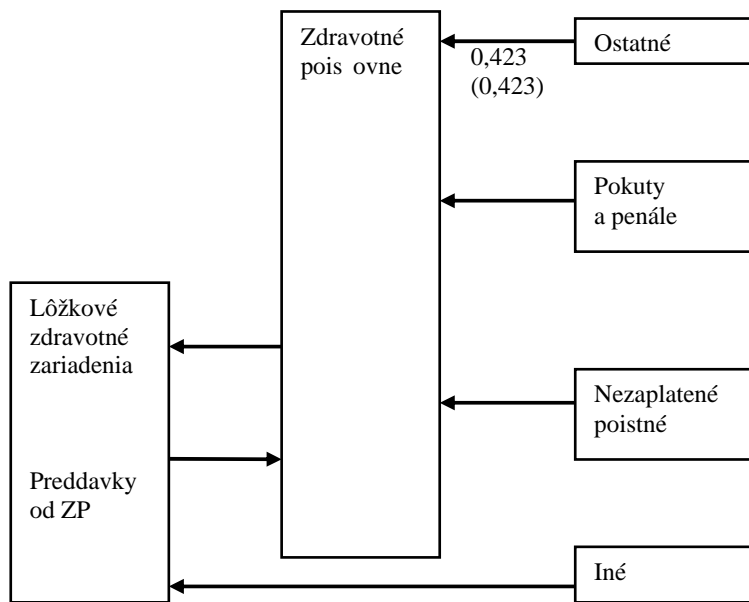 Zdravotné
pois ovne
0,423
(0,423)
Ostatné
Pokuty
a penále
Lôžkové
zdravotné
zariadenia
Nezaplatené
poistné
Preddavky
od ZP
Iné